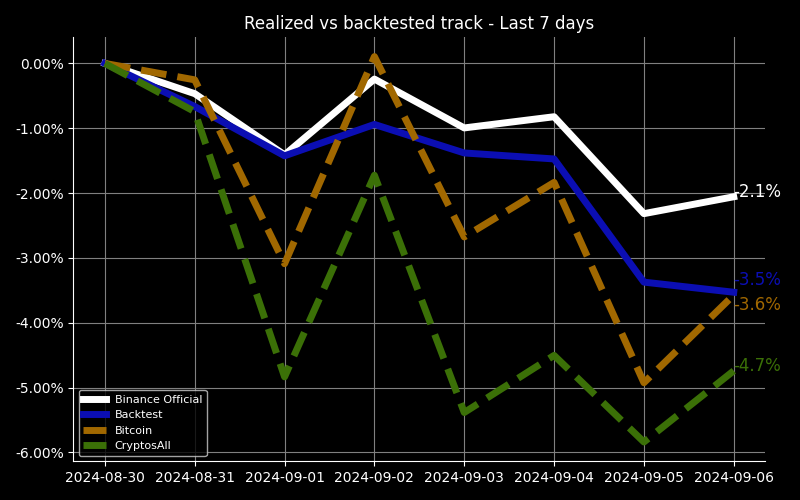 Realized vs backtested track - Last 7 days
0.00%
-1.00%
-2.00%
-3.00%
-4.00%
-5.00%
-6.00%
-2.1%
-3.5%
-3.6%
-4.7%
Binance Official
Backtest
Bitcoin
CryptosAll
2024-08-30 2024-08-31 2024-09-01 2024-09-02 2024-09-03 2024-09-04 2024-09-05 2024-09-06